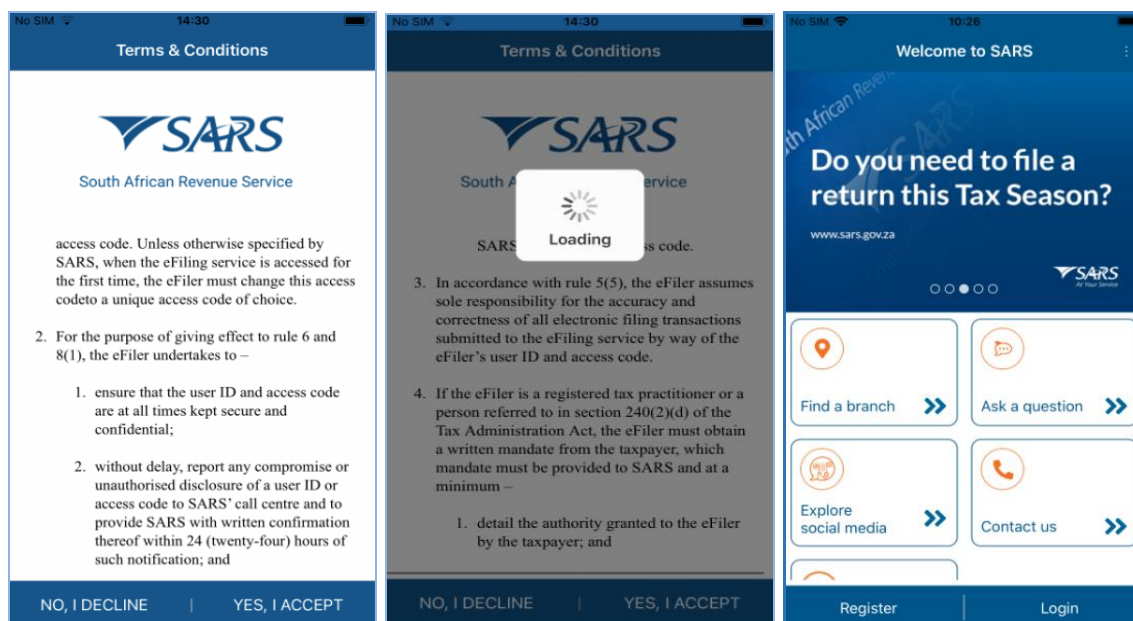 No SIM 14:30
Terms & Conditions
SARS
South African Revenue Service
access code. Unless otherwise specified by
SARS, when the eFiling service is accessed for
the first time, the eFiler must change this access
codeto a unique access code of choice.
2. For the purpose of giving effect to rule 6 and
8(1), the eFiler undertakes to –
1. ensure that the user ID and access code
are at all times kept secure and
confidential;
2. without delay, report any compromise or
unauthorised disclosure of a user ID or
access code to SARS' call centre and to
provide SARS with written confirmation
thereof within 24 (twenty-four) hours of
such notification; and
NO, I DECLINE | YES, I ACCEPT
No SIM 14:30
Terms & Conditions
SARS
South A ervice
Loading
SARS ss code.
3. In accordance with rule 5(5), the eFiler assumes
sole responsibility for the accuracy and
correctness of all electronic filing transactions
submitted to the eFiling service by way of the
eFiler's user ID and access code.
4. If the eFiler is a registered tax practitioner or a
person referred to in section 240(2)(d) of the
Tax Administration Act, the eFiler must obtain
a written mandate from the taxpayer, which
mandate must be provided to SARS and at a
minimum –
1. detail the authority granted to the eFiler
by the taxpayer; and
NO, I DECLINE | YES, I ACCEPT
No SIM 10:26
Welcome to SARS
th African Reven
SARS
Do you need to file a
return this Tax Season?
www.sars.gov.za
SARS
At Your Service
Find a branch
Ask a question
Explore
social media
Contact us
Register | Login